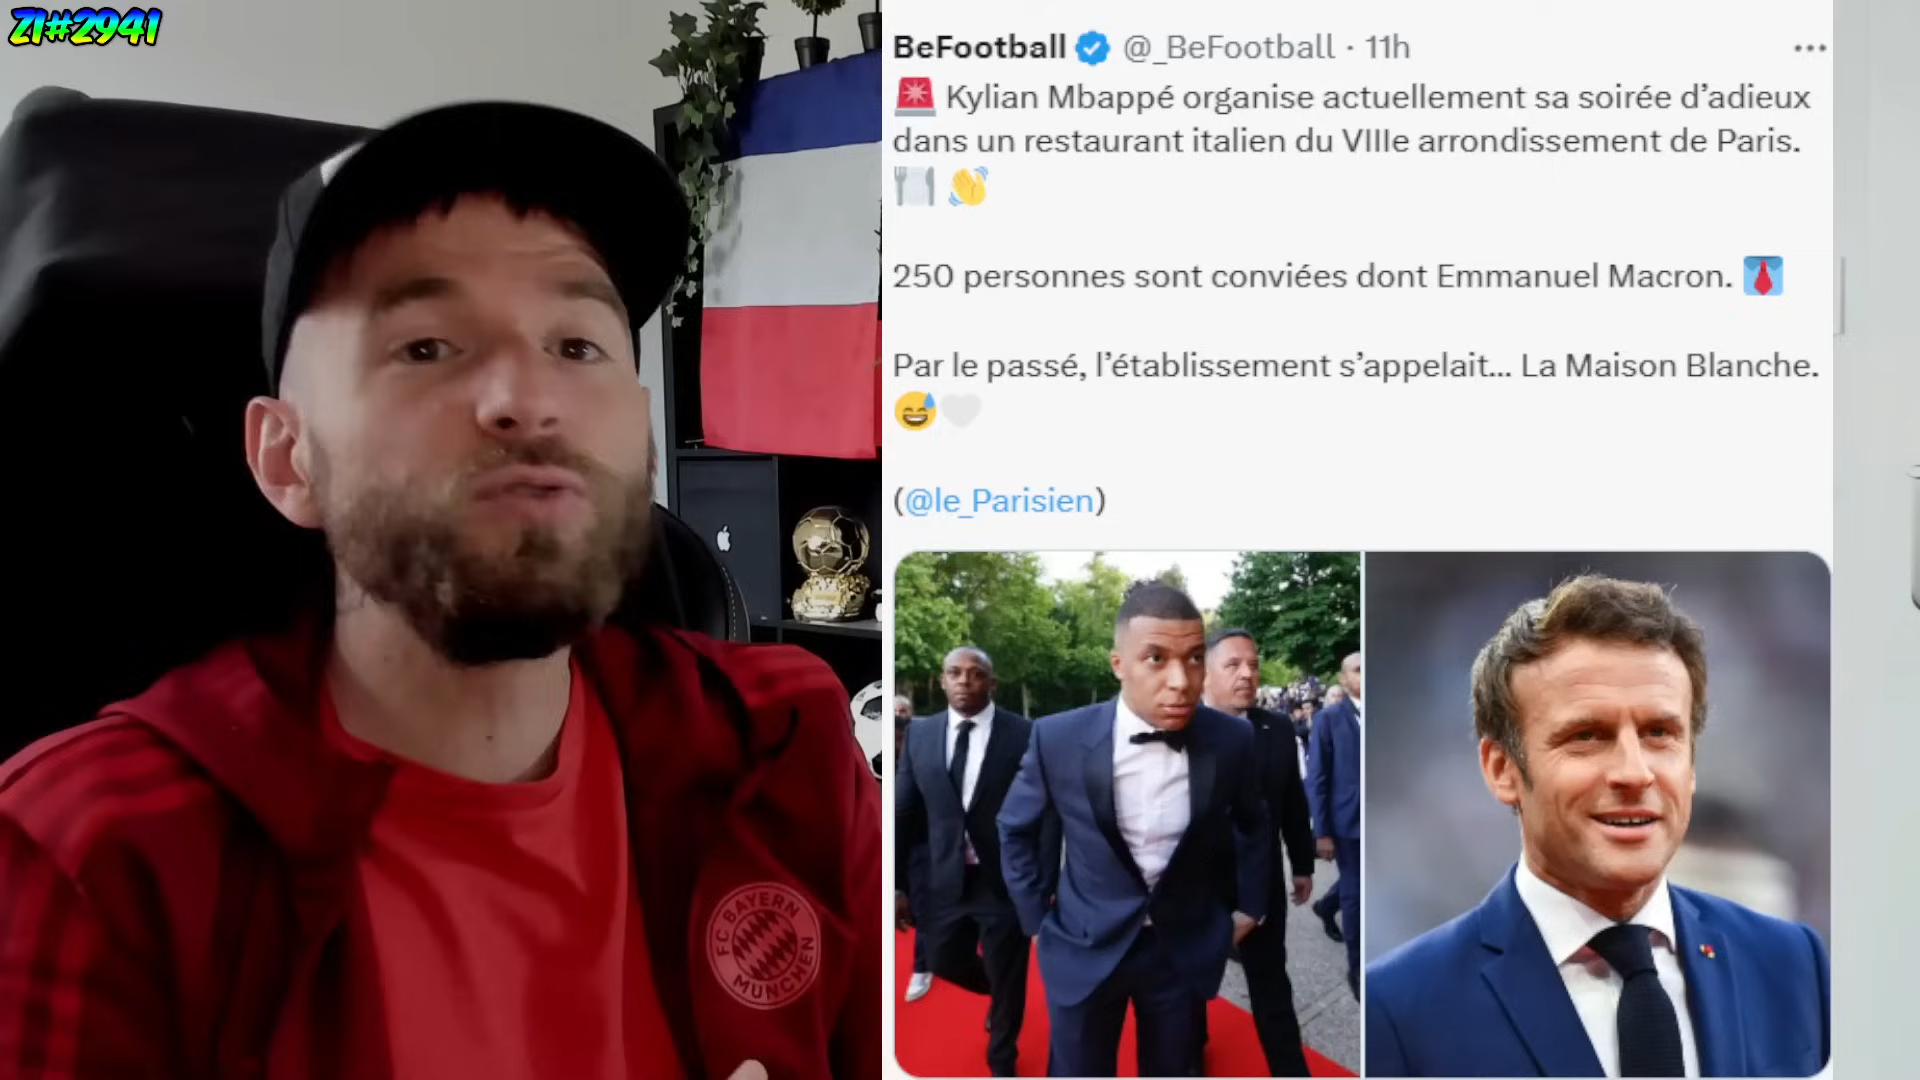 ZI#2941
BeFootball @_BeFootball · 11h
🚨 Kylian Mbappé organise actuellement sa soirée d’adieux
dans un restaurant italien du VIIIe arrondissement de Paris.
🍽️ 👋
250 personnes sont conviées dont Emmanuel Macron. 👔
Par le passé, l’établissement s’appelait... La Maison Blanche.
😅🤍
(@le_Parisien)
FC BAYERN
MÜNCHEN